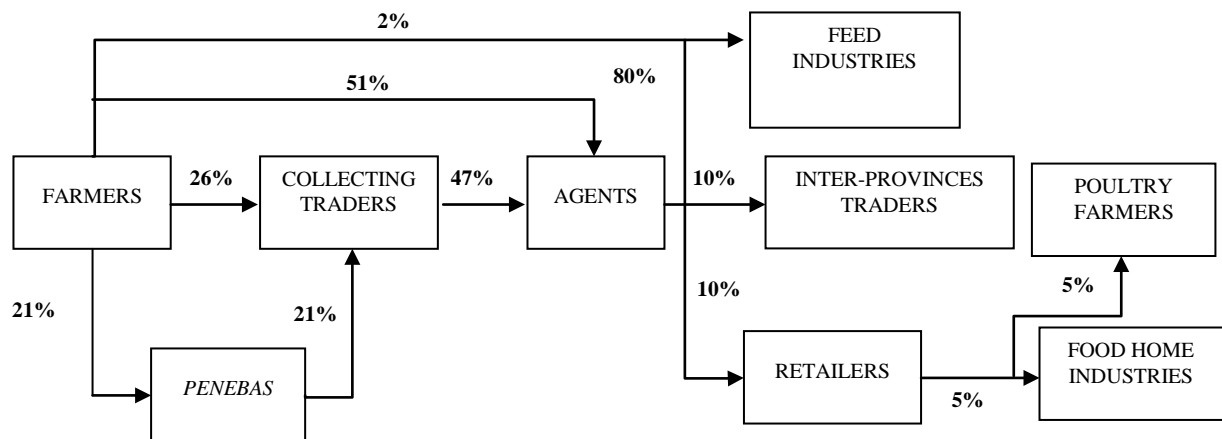 2%
FEED
INDUSTRIES
51%
80%
FARMERS
26%
COLLECTING
TRADERS
47%
AGENTS
10%
INTER-PROVINCES
TRADERS
POULTRY
FARMERS
21%
21%
10%
5%
PENEBAS
RETAILERS
5%
FOOD HOME
INDUSTRIES